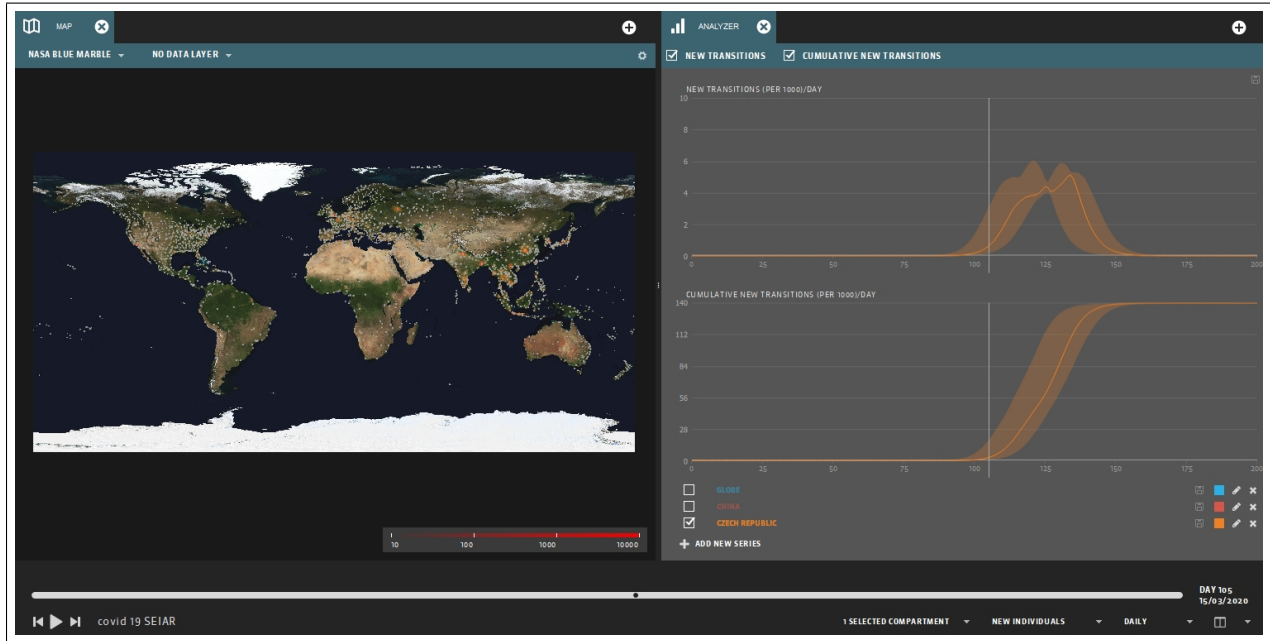 MAP
ANALYZER
NASA BLUE MARBLE NO DATA LAYER
NEW TRANSITIONS CUMULATIVE NEW TRANSITIONS
NEW TRANSITIONS (PER 1000)/DAY
10
8
6
4
2
0
0 25 50 75 100 125 150 175 200
CUMULATIVE NEW TRANSITIONS (PER 1000)/DAY
140
112
84
56
28
0
0 25 50 75 100 125 150 175 200
GLOBE
CHINA
CZECH REPUBLIC
ADD NEW SERIES
10 100 1000 10000
DAY 105
15/03/2020
covid 19 SEIAR
1 SELECTED COMPARTMENT NEW INDIVIDUALS DAILY